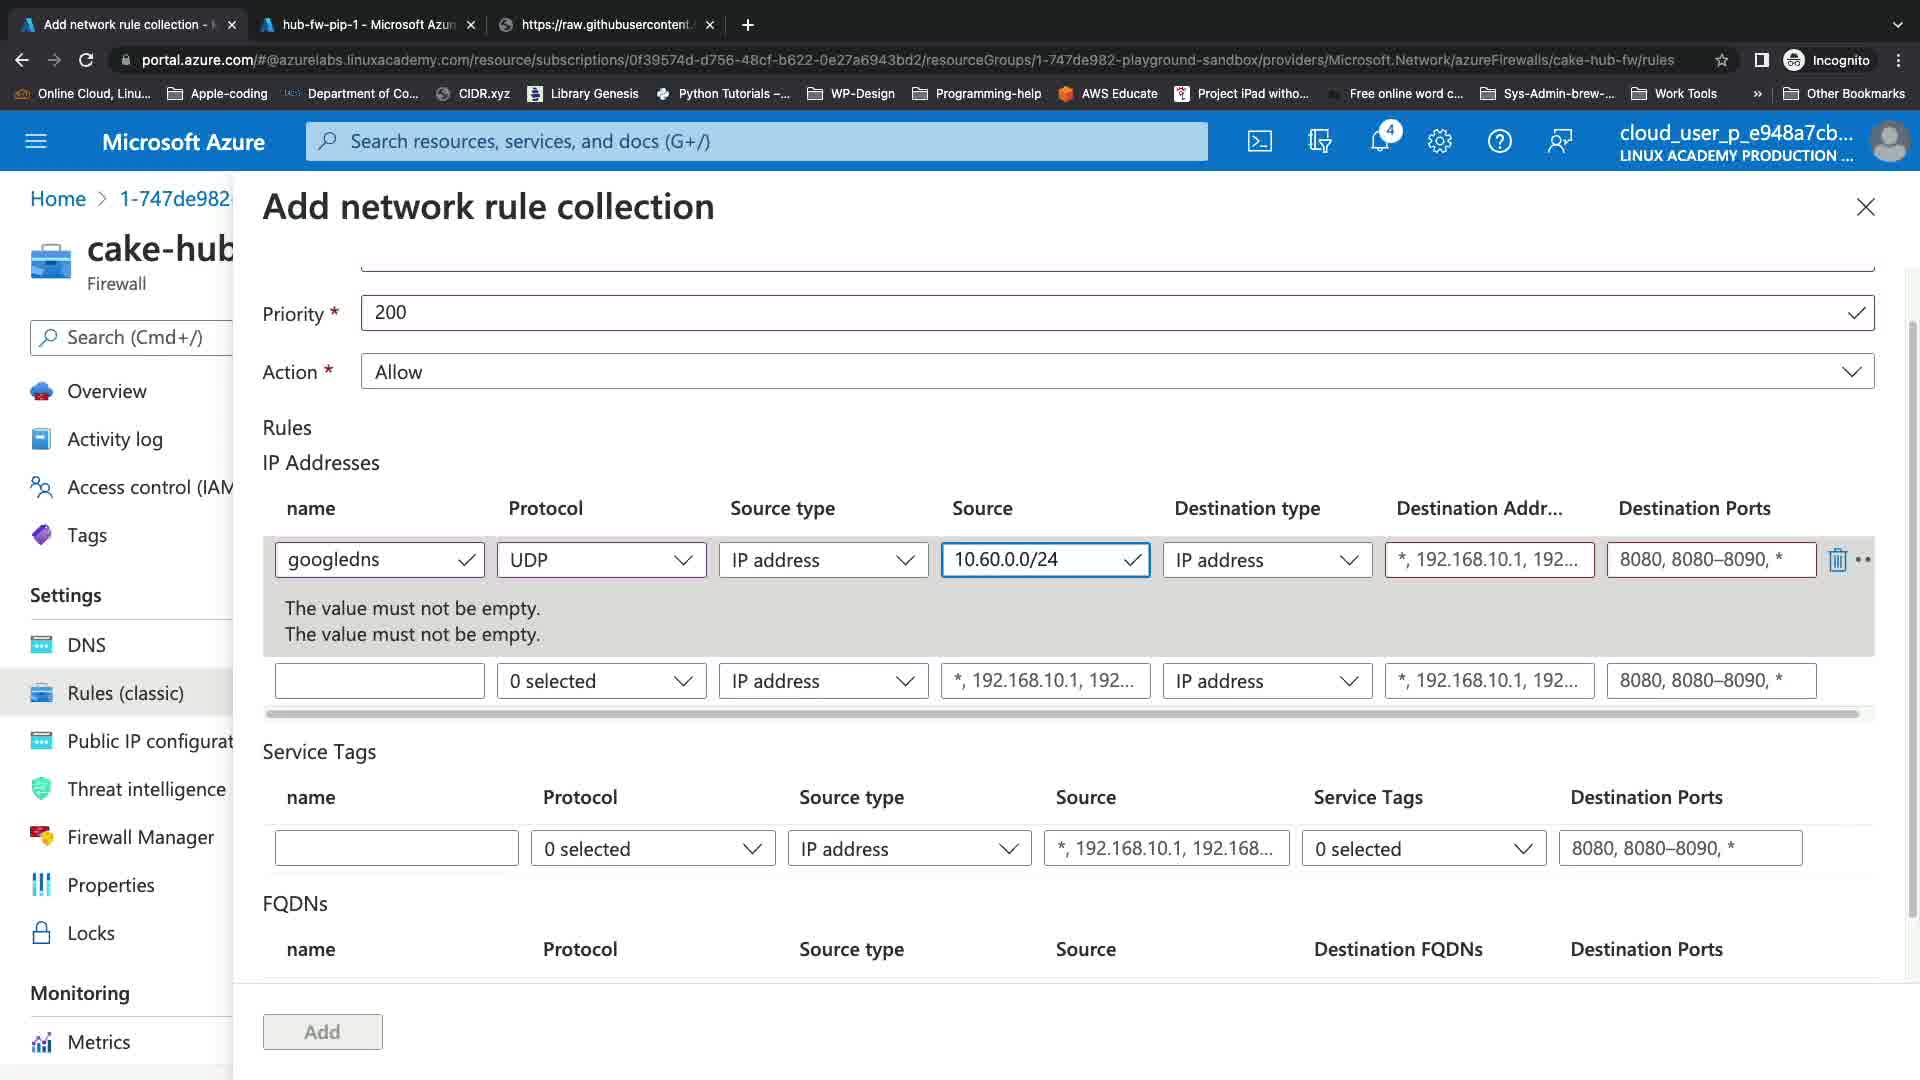 Add network rule collection -
hub-fw-pip-1 - Microsoft Azur
https://raw.githubusercontent.
portal.azure.com/#@azurelabs.linuxacademy.com/resource/subscriptions/0f39574d-d756-48cf-b622-0e27a6943bd2/resourceGroups/1-747de982-playground-sandbox/providers/Microsoft.Network/azureFirewalls/cake-hub-fw/rules
Incognito
Online Cloud, Linu...
Apple-coding
Department of Co...
CIDR.xyz
Library Genesis
Python Tutorials –...
WP-Design
Programming-help
AWS Educate
Project iPad witho...
Free online word c...
Sys-Admin-brew-...
Work Tools
»
Other Bookmarks
Microsoft Azure
Search resources, services, and docs (G+/)
4
cloud_user_p_e948a7cb...
LINUX ACADEMY PRODUCTION ...
Home > 1-747de982-
cake-hub
Firewall
Search (Cmd+/)
Overview
Activity log
Access control (IAM
Tags
Settings
DNS
Rules (classic)
Public IP configurat
Threat intelligence
Firewall Manager
Properties
Locks
Monitoring
Metrics
Add network rule collection
Priority * 200
Action * Allow
Rules
IP Addresses
name Protocol Source type Source Destination type Destination Addr... Destination Ports
googledns UDP IP address 10.60.0.0/24 IP address *, 192.168.10.1, 192... 8080, 8080–8090, *
The value must not be empty.
The value must not be empty.
0 selected IP address *, 192.168.10.1, 192... IP address *, 192.168.10.1, 192... 8080, 8080–8090, *
Service Tags
name Protocol Source type Source Service Tags Destination Ports
0 selected IP address *, 192.168.10.1, 192.168... 0 selected 8080, 8080–8090, *
FQDNs
name Protocol Source type Source Destination FQDNs Destination Ports
Add